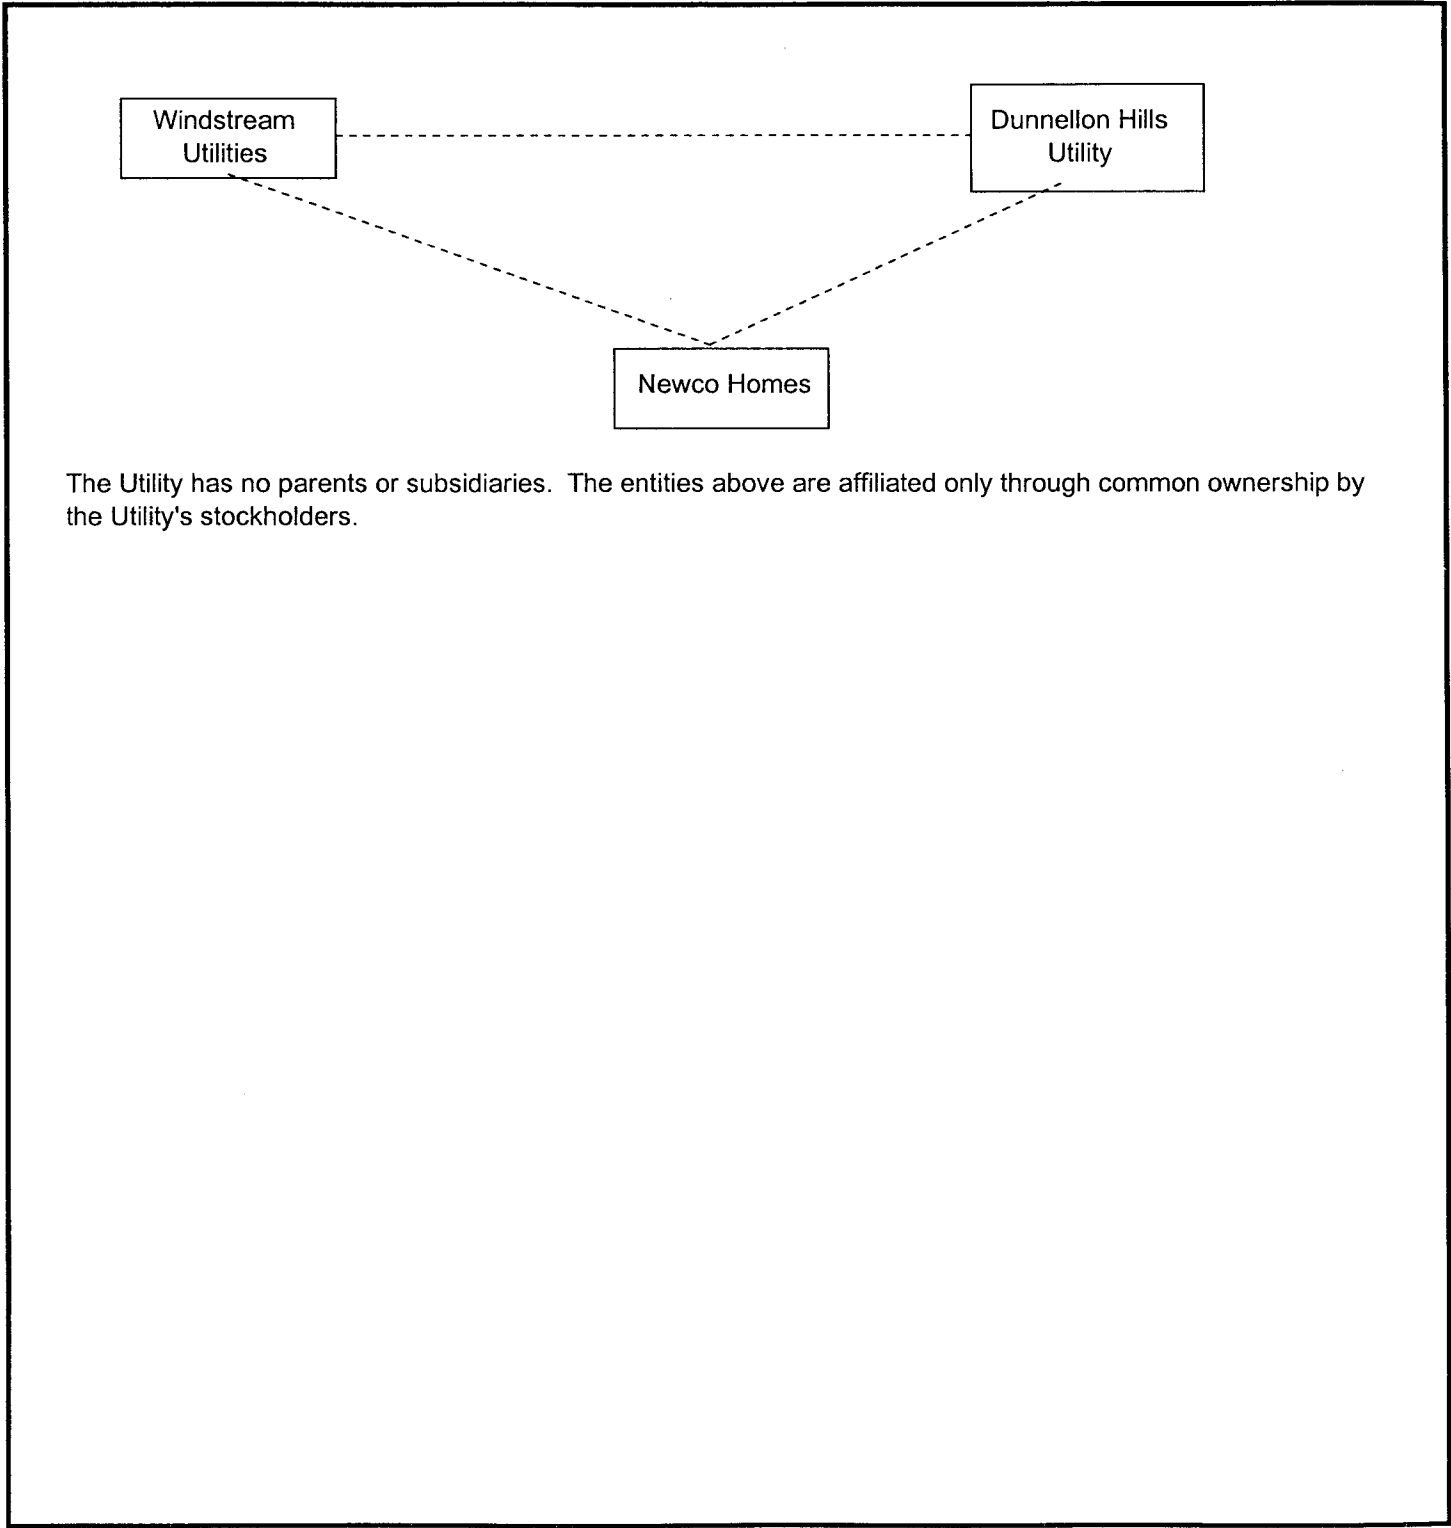 Windstream
Utilities
Dunnellon Hills
Utility
Newco Homes
The Utility has no parents or subsidiaries.  The entities above are affiliated only through common ownership by
the Utility's stockholders.